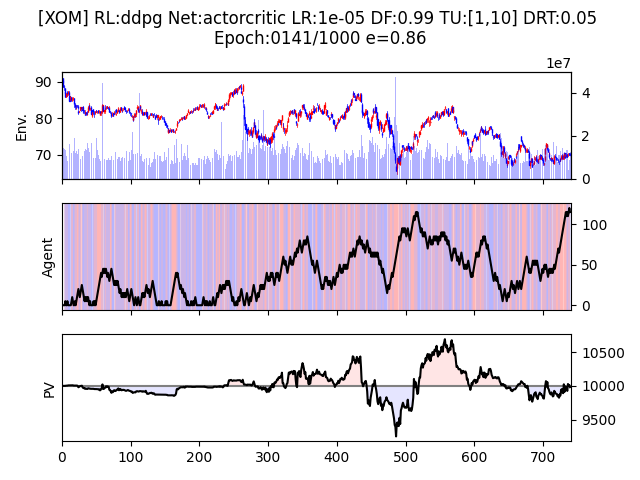 [XOM] RL:ddpg Net:actorcritic LR:1e-05 DF:0.99 TU:[1,10] DRT:0.05
Epoch:0141/1000 e=0.86
1e7
90
80
70
Env.
4
2
0
Agent
100
50
0
PV
10500
10000
9500
0 100 200 300 400 500 600 700